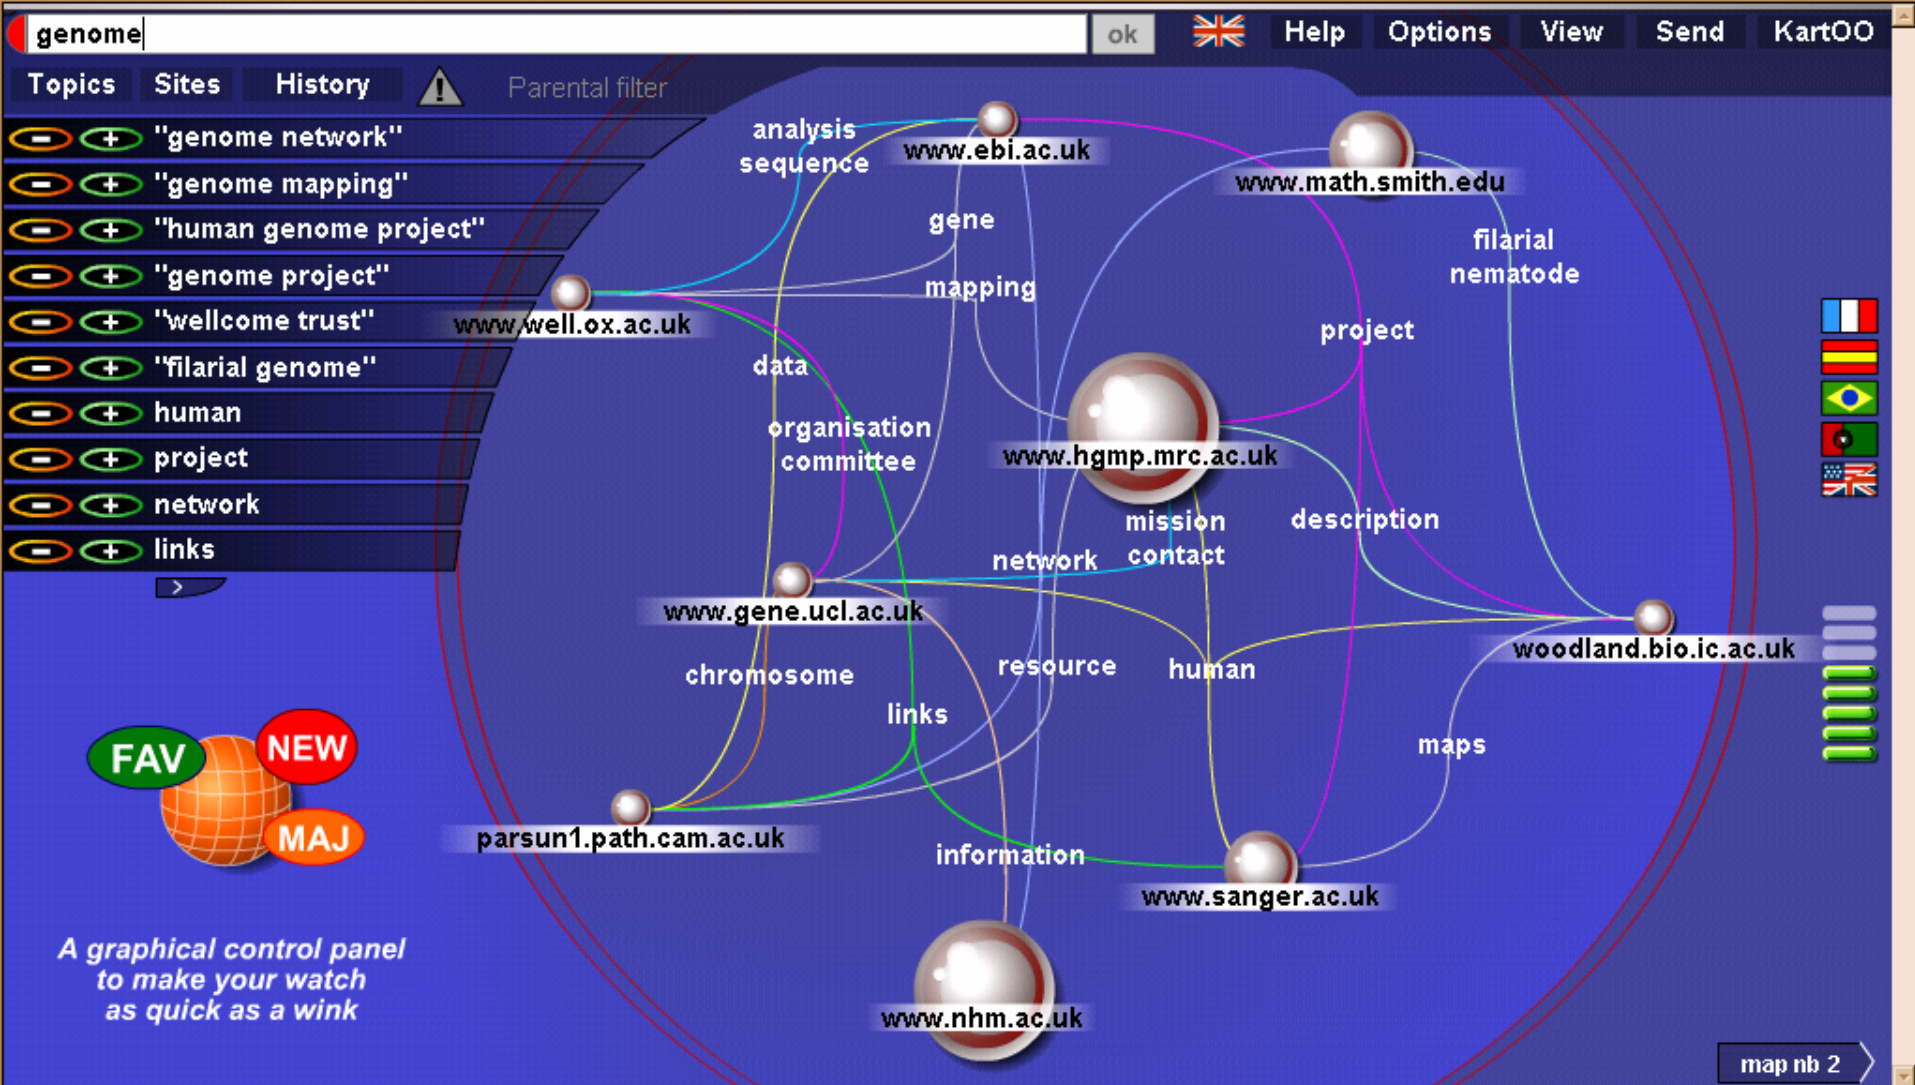 genome
ok
Help
Options
View
Send
KartOO
Topics
Sites
History
Parental filter
"genome network"
"genome mapping"
"human genome project"
"genome project"
"wellcome trust"
"filarial genome"
human
project
network
links
>
analysis
sequence
www.ebi.ac.uk
www.math.smith.edu
gene
filarial
nematode
mapping
www.well.ox.ac.uk
project
data
organisation
committee
www.hgmp.mrc.ac.uk
mission
contact
description
network
www.gene.ucl.ac.uk
woodland.bio.ic.ac.uk
resource
human
chromosome
links
maps
parsun1.path.cam.ac.uk
information
www.sanger.ac.uk
www.nhm.ac.uk
FAV
NEW
MAJ
A graphical control panel
to make your watch
as quick as a wink
map nb 2